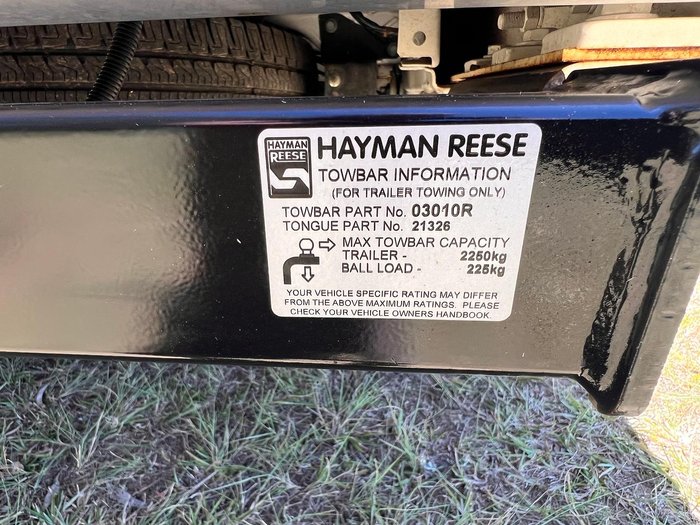 HAYMAN
REESE
HAYMAN REESE
TOWBAR INFORMATION
(FOR TRAILER TOWING ONLY)
TOWBAR PART No. 03010R
TONGUE PART No. 21326
MAX TOWBAR CAPACITY
TRAILER - 2250kg
BALL LOAD - 225kg
YOUR VEHICLE SPECIFIC RATING MAY DIFFER
FROM THE ABOVE MAXIMUM RATINGS. PLEASE
CHECK YOUR VEHICLE OWNERS HANDBOOK.